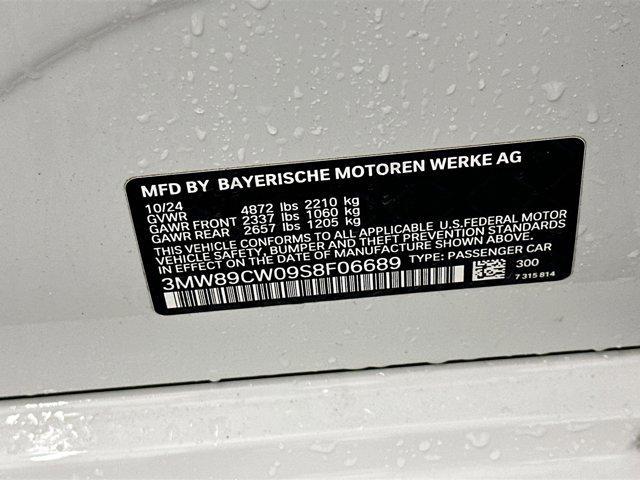 MFD BY BAYERISCHE MOTOREN WERKE AG
10/24
GVWR 4872 lbs 2210 kg
GAWR FRONT 2337 lbs 1060 kg
GAWR REAR 2657 lbs 1205 kg
THIS VEHICLE CONFORMS TO ALL APPLICABLE U.S.FEDERAL MOTOR
VEHICLE SAFETY, BUMPER AND THEFT PREVENTION STANDARDS
IN EFFECT ON THE DATE OF MANUFACTURE SHOWN ABOVE.
3MW89CW09S8F06689 TYPE: PASSENGER CAR
300
7 315 814